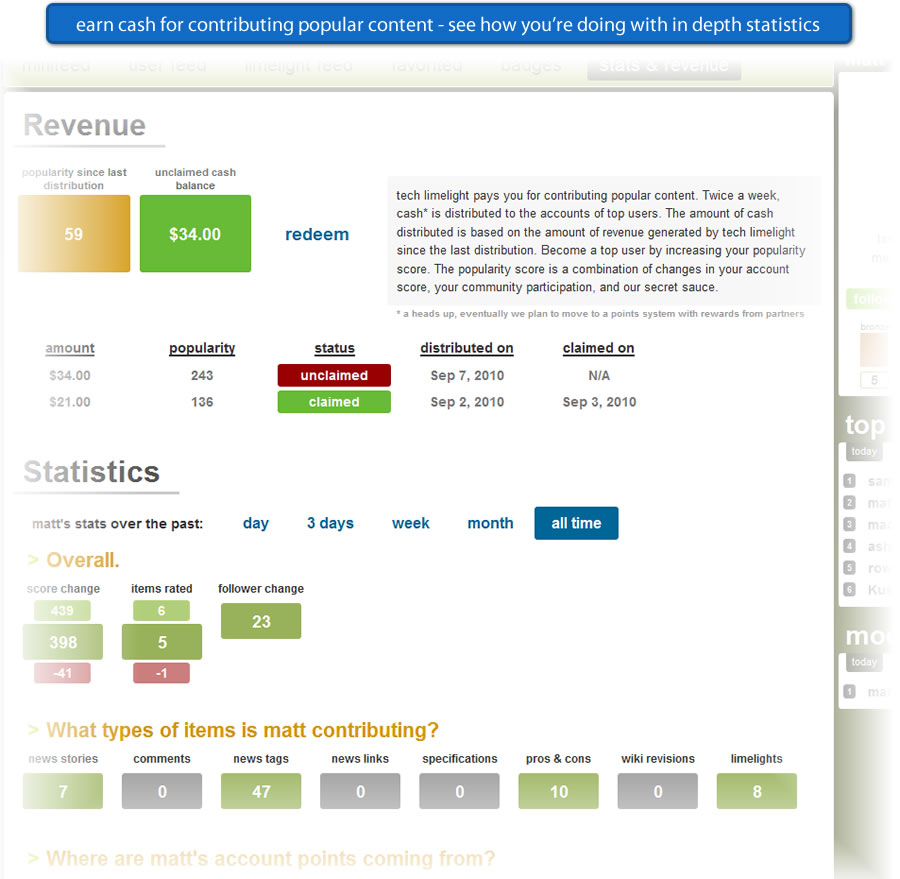 earn cash for contributing popular content - see how you're doing with in depth statistics
minifeed user feed limelight feed favorited badges stats & revenue
Revenue
popularity since last
distribution
unclaimed cash
balance
59
$34.00
redeem
tech limelight pays you for contributing popular content. Twice a week,
cash* is distributed to the accounts of top users. The amount of cash
distributed is based on the amount of revenue generated by tech limelight
since the last distribution. Become a top user by increasing your popularity
score. The popularity score is a combination of changes in your account
score, your community participation, and our secret sauce.
* a heads up, eventually we plan to move to a points system with rewards from partners
amount popularity status distributed on claimed on
$34.00 243 unclaimed Sep 7, 2010 N/A
$21.00 136 claimed Sep 2, 2010 Sep 3, 2010
Statistics
matt's stats over the past: day 3 days week month all time
> Overall.
score change items rated follower change
439 6
398 5 23
-41 -1
> What types of items is matt contributing?
news stories comments news tags news links specifications pros & cons wiki revisions limelights
7 0 47 0 0 10 0 8
> Where are matt's account points coming from?
5
top
today
1
2
3
4
5
6
today
1